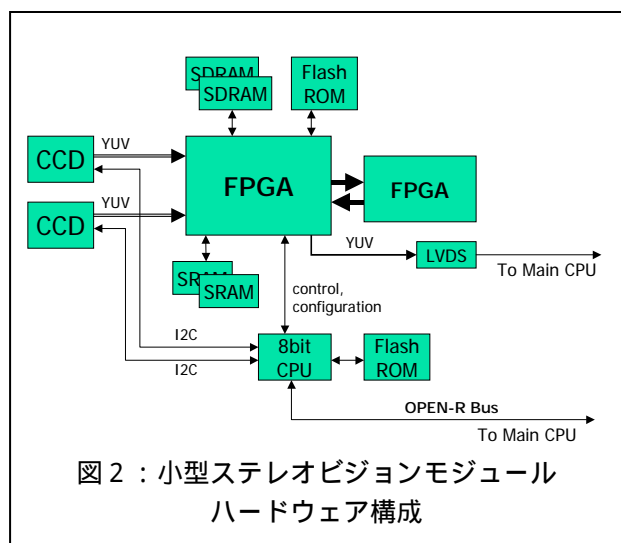 SDRAM
SDRAM
Flash
ROM
YUV
CCD
FPGA
FPGA
YUV
CCD
YUV
LVDS
To Main CPU
SRAM
SRAM
control,
configuration
I2C
8bit
CPU
Flash
ROM
I2C
OPEN-R Bus
To Main CPU
図2：小型ステレオビジョンモジュール
ハードウェア構成